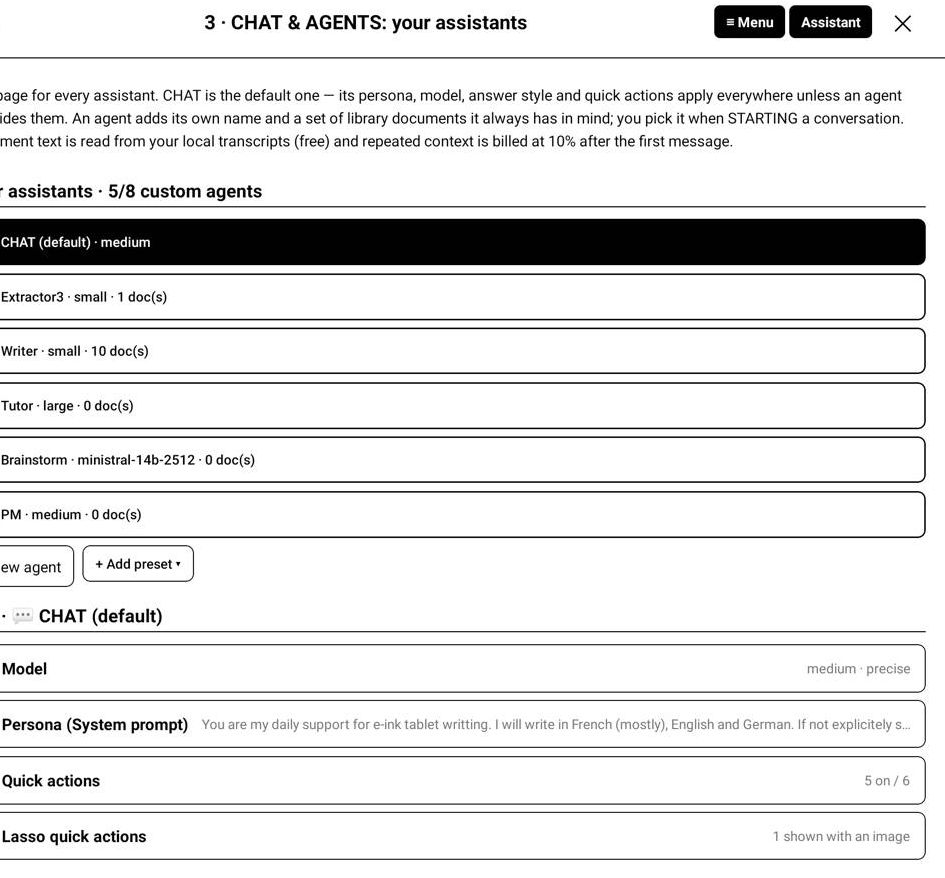 3 · CHAT & AGENTS: your assistants
≡ Menu
Assistant
page for every assistant. CHAT is the default one — its persona, model, answer style and quick actions apply everywhere unless an agent
ides them. An agent adds its own name and a set of library documents it always has in mind; you pick it when STARTING a conversation.
ment text is read from your local transcripts (free) and repeated context is billed at 10% after the first message.
r assistants · 5/8 custom agents
CHAT (default) · medium
Extractor3 · small · 1 doc(s)
Writer · small · 10 doc(s)
Tutor · large · 0 doc(s)
Brainstorm · ministral-14b-2512 · 0 doc(s)
PM · medium · 0 doc(s)
ew agent
+ Add preset ▾
· 💬 CHAT (default)
Model medium · precise
Persona (System prompt) You are my daily support for e-ink tablet writting. I will write in French (mostly), English and German. If not explicitely s...
Quick actions 5 on / 6
Lasso quick actions 1 shown with an image